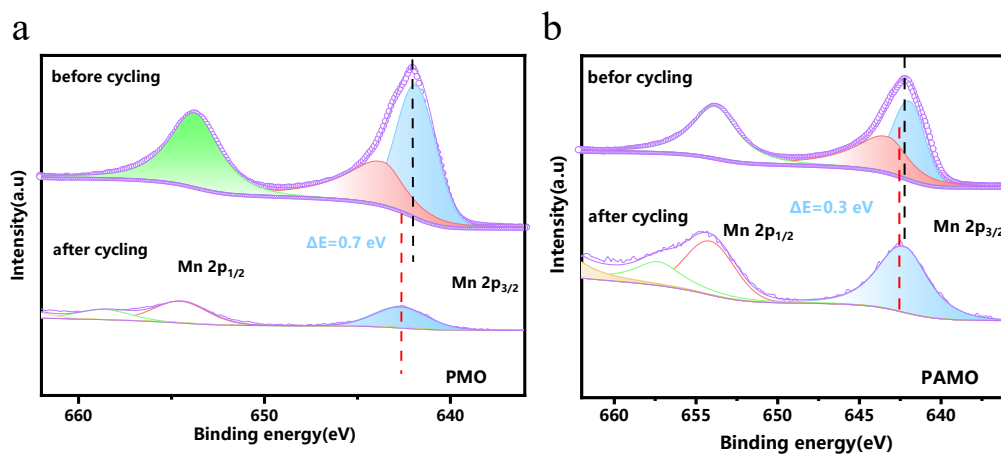 a
before cycling
ΔE=0.7 eV
after cycling
Mn 2p1/2
Mn 2p3/2
PMO
Intensity(a.u)
660
650
640
Binding energy(eV)
b
befor cycling
ΔE=0.3 eV
after cycling
Mn 2p1/2
Mn 2p3/2
PAMO
Intensity(a.u)
660
655
650
645
640
Binding energy(eV)